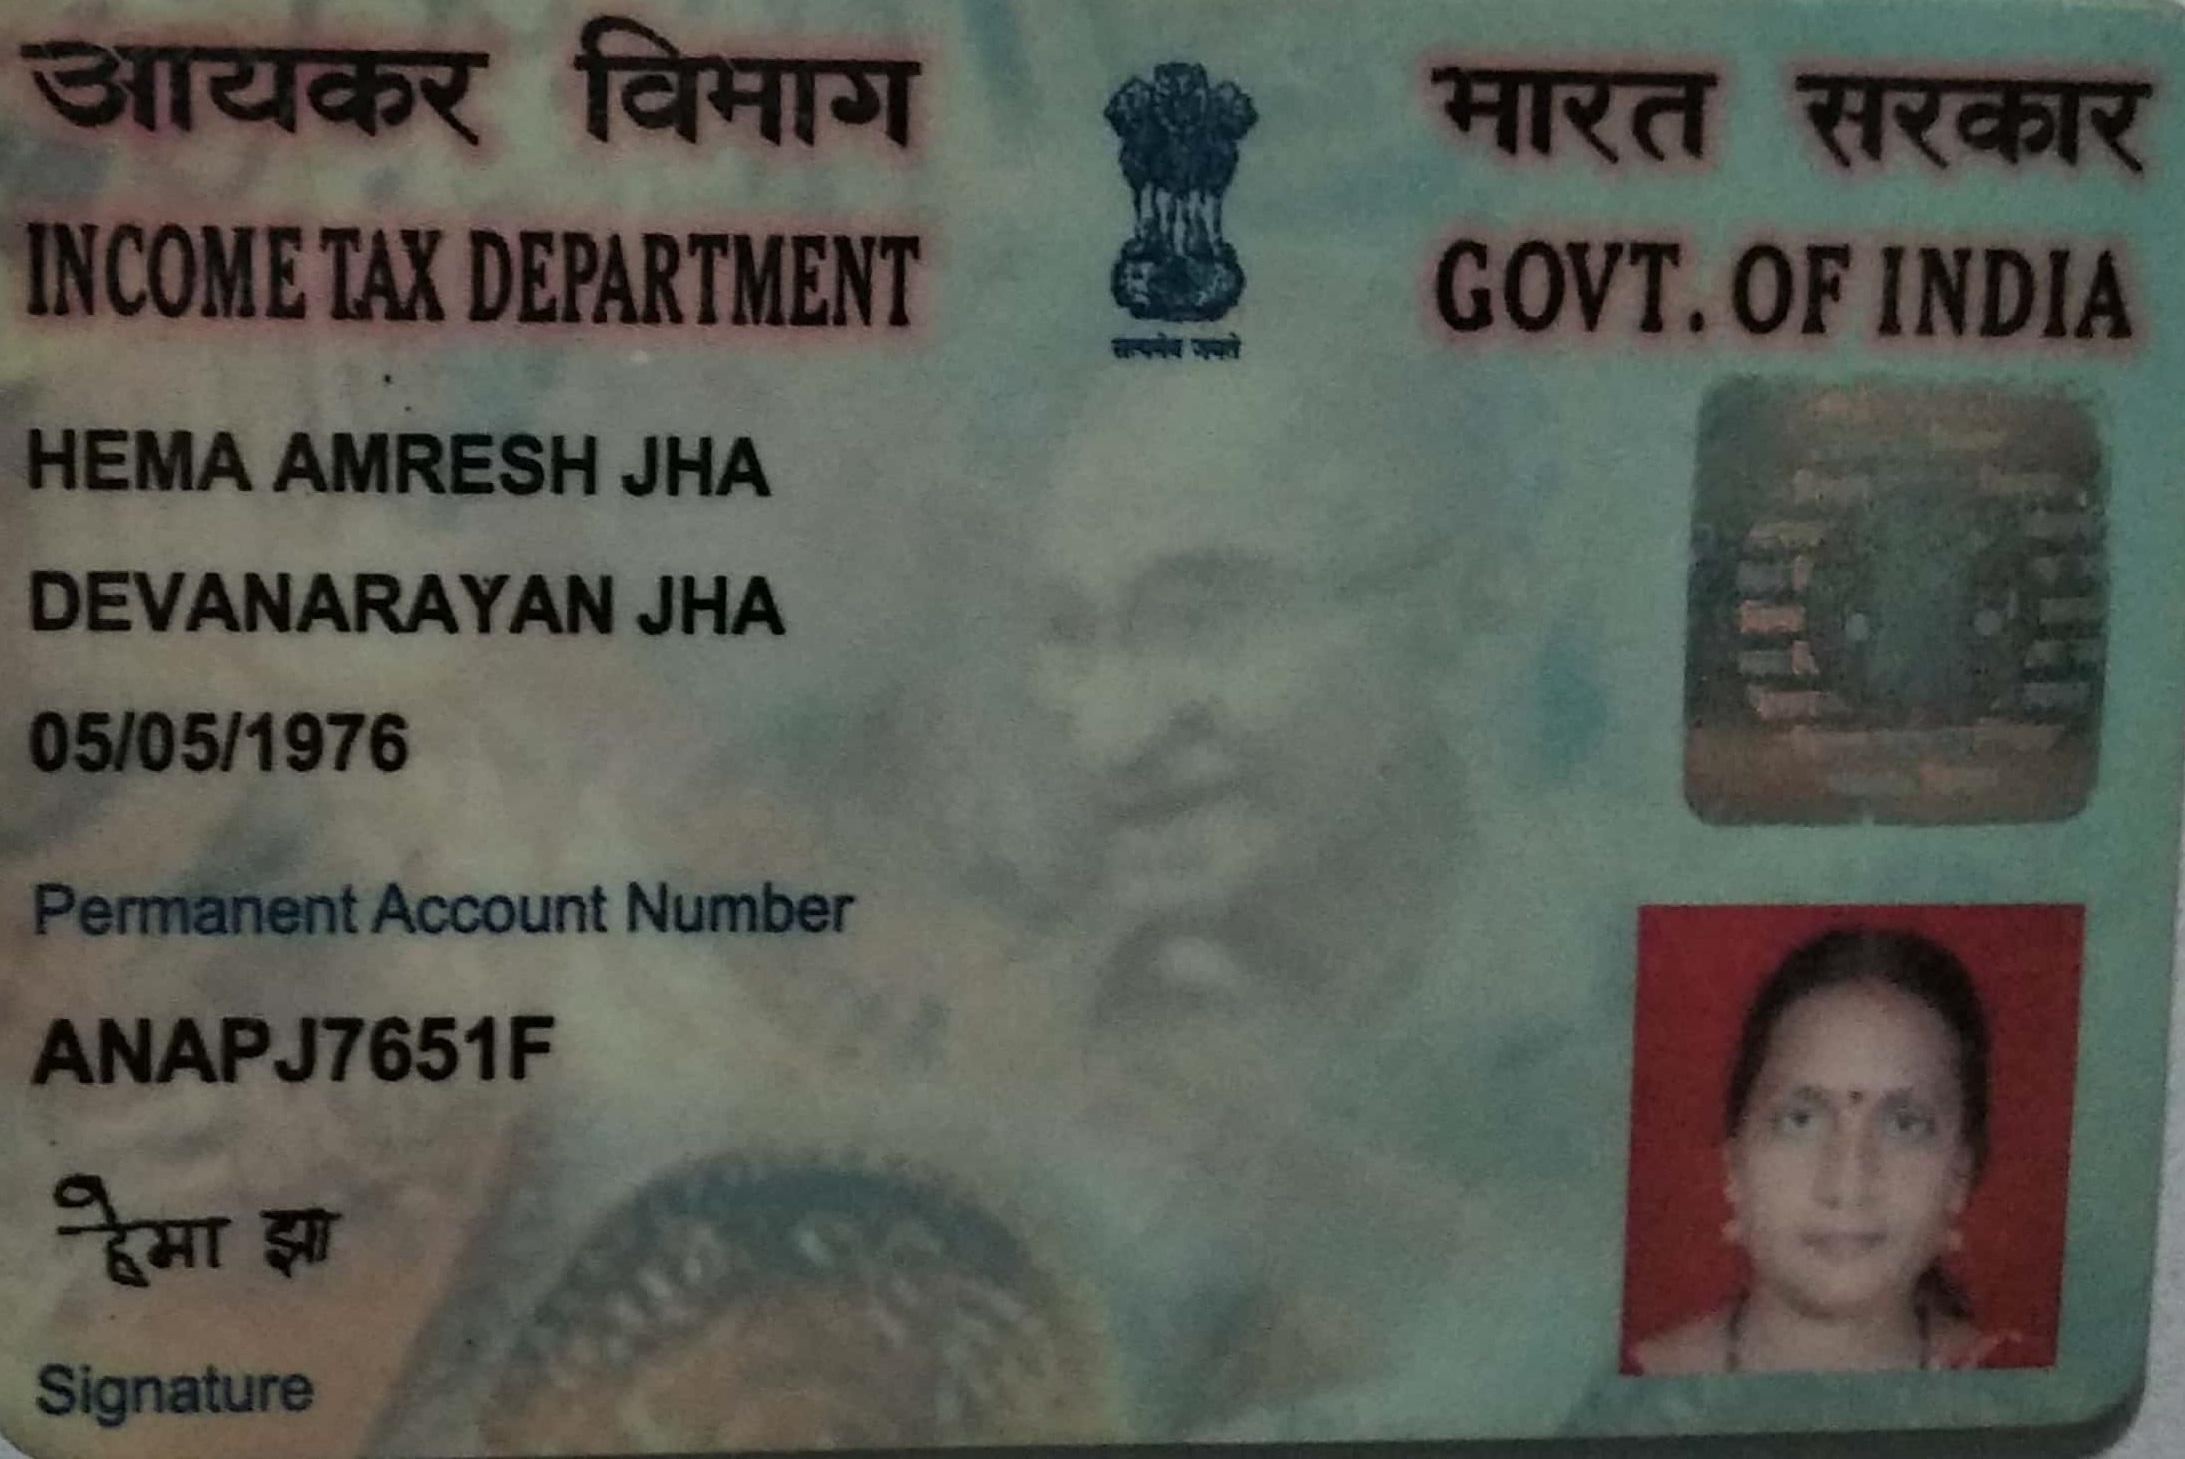 आयकर विभाग
INCOME TAX DEPARTMENT
भारत सरकार
GOVT. OF INDIA
सत्यमेव जयते
HEMA AMRESH JHA
DEVANARAYAN JHA
05/05/1976
Permanent Account Number
ANAPJ7651F
हेमा झा
Signature